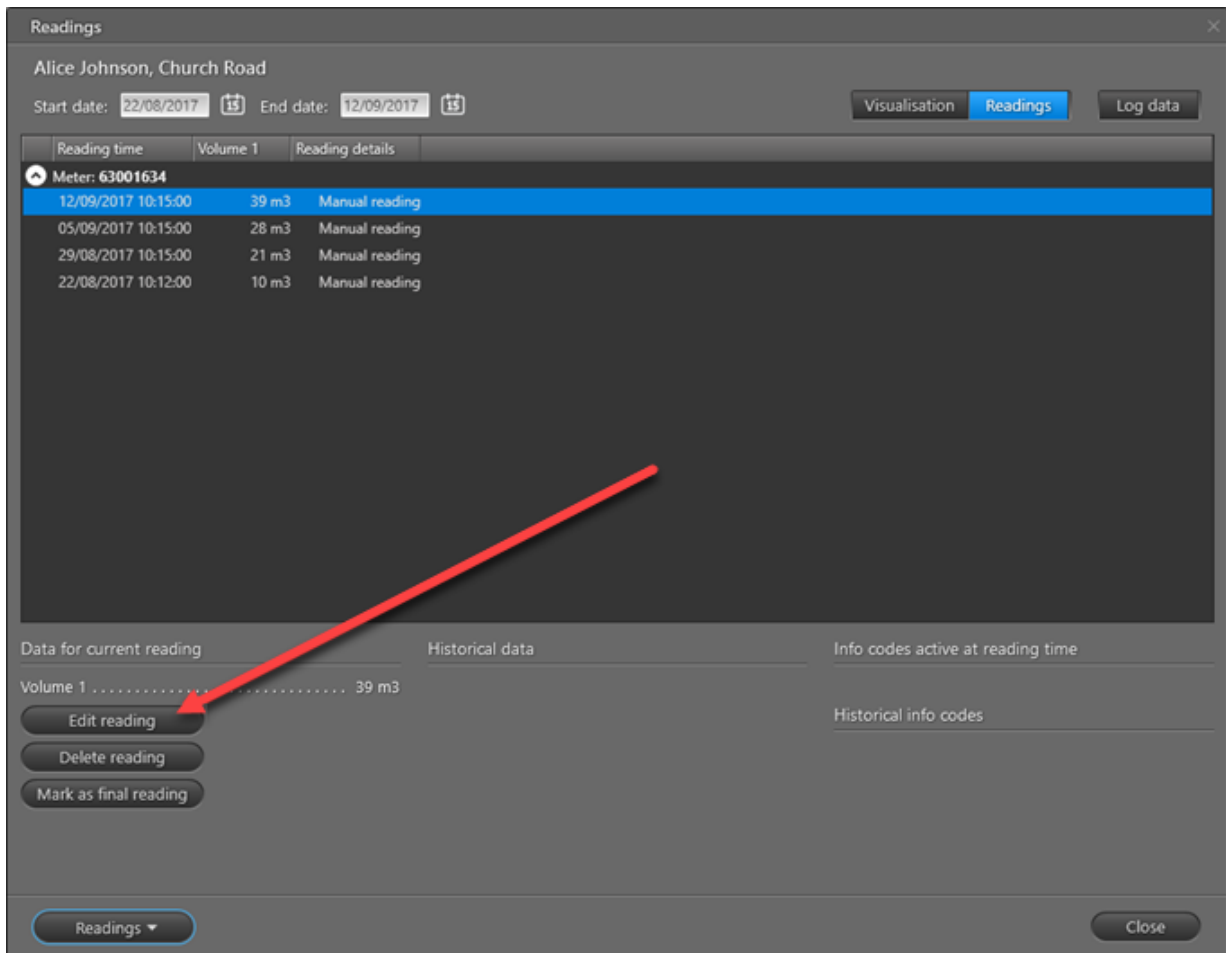 Readings
Alice Johnson, Church Road
Start date: 22/08/2017 15 End date: 12/09/2017 15 Visualisation Readings Log data
Reading time Volume 1 Reading details
Meter: 63001634
12/09/2017 10:15:00 39 m3 Manual reading
05/09/2017 10:15:00 28 m3 Manual reading
29/08/2017 10:15:00 21 m3 Manual reading
22/08/2017 10:12:00 10 m3 Manual reading
Data for current reading Historical data Info codes active at reading time
Volume 1 . . . . . . . . . . . . . . . . . . . . . . . . . . . . . . 39 m3
Edit reading Historical info codes
Delete reading
Mark as final reading
Readings Close